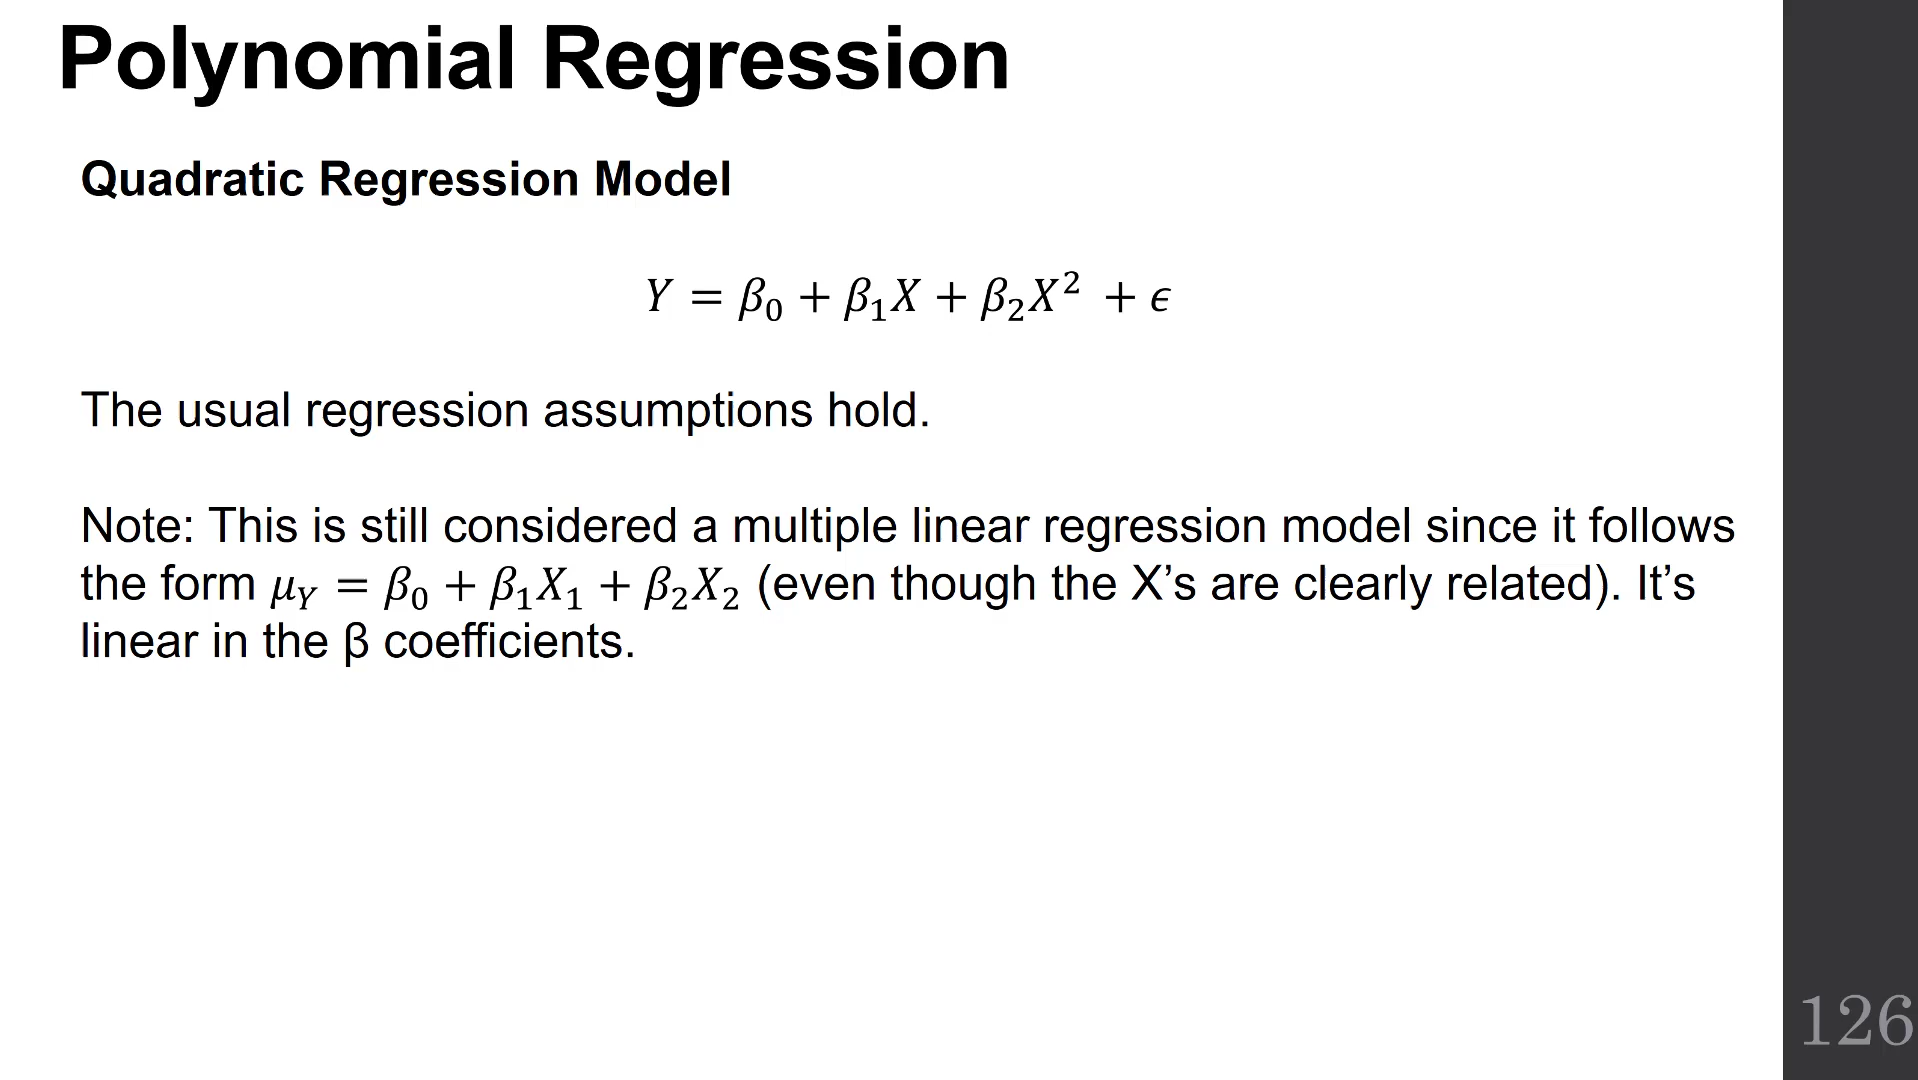 Polynomial Regression
Quadratic Regression Model
𝑌 = 𝛽₀ + 𝛽₁𝑋 + 𝛽₂𝑋² + 𝜖
The usual regression assumptions hold.
Note: This is still considered a multiple linear regression model since it follows
the form 𝜇_𝑌 = 𝛽₀ + 𝛽₁𝑋₁ + 𝛽₂𝑋₂ (even though the X’s are clearly related). It’s
linear in the β coefficients.
126